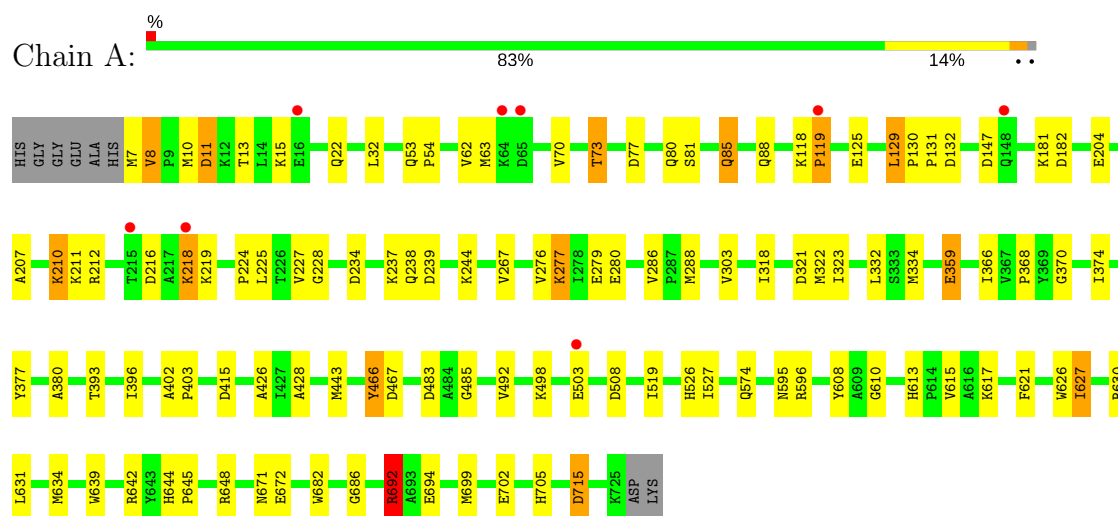 %
Chain A:
83% 14% • •
HIS GLY GLY GLU ALA HIS M7 V8 P9 M10 D11 K12 T13 L14 K15 E16 Q22 L32 Q53 P54 V62 M63 K64 D65 V70 T73 D77 Q80 S81 Q85 Q88 K118 P119 E125 L129 P130 P131 D132 D147 Q148 K181 D182 E204
A207 K210 K211 R212 T215 D216 A217 K218 K219 P224 L225 T226 V227 G228 D234 K237 Q238 D239 K244 V267 V276 K277 I278 E279 E280 V286 P287 M288 V303 I318 D321 M322 I323 L332 S333 M334 E359 I366 V367 P368 Y369 G370 I374
Y377 A380 T393 I396 A402 P403 D415 A426 I427 A428 M443 Y466 D467 D483 A484 G485 V492 K498 E503 D508 I519 H526 I527 Q574 N595 R596 Y608 A609 G610 H613 P614 V615 A616 K617 F621 W626 I627 R630
L631 M634 W639 R642 Y643 H644 P645 R648 N671 E672 W682 G686 R692 A693 E694 M699 E702 H705 D715 K725 ASP LYS